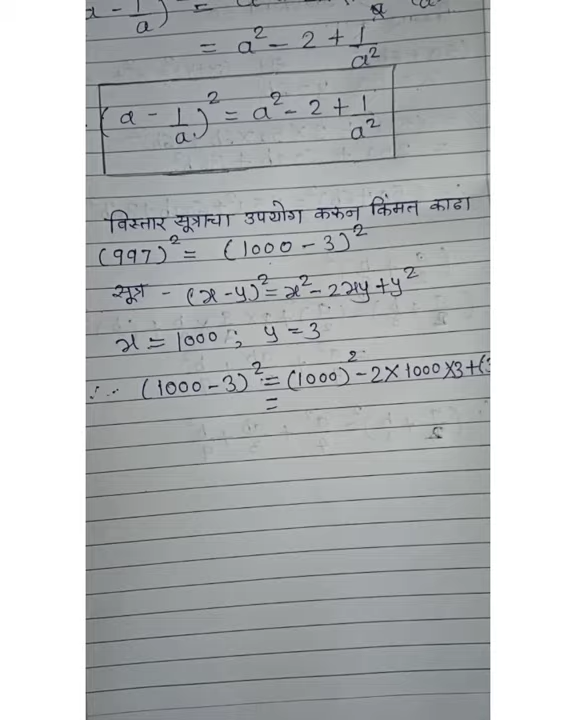 = a² - 2 + 1/a²
(a - 1/a)² = a² - 2 + 1/a²
विस्तार सूत्राचा उपयोग करून किंमत काढा
(997)² = (1000 - 3)²
सूत्र - (x - y)² = x² - 2xy + y²
x = 1000 ; y = 3
∴ (1000 - 3)² = (1000)² - 2 × 1000 × 3 + (3
=